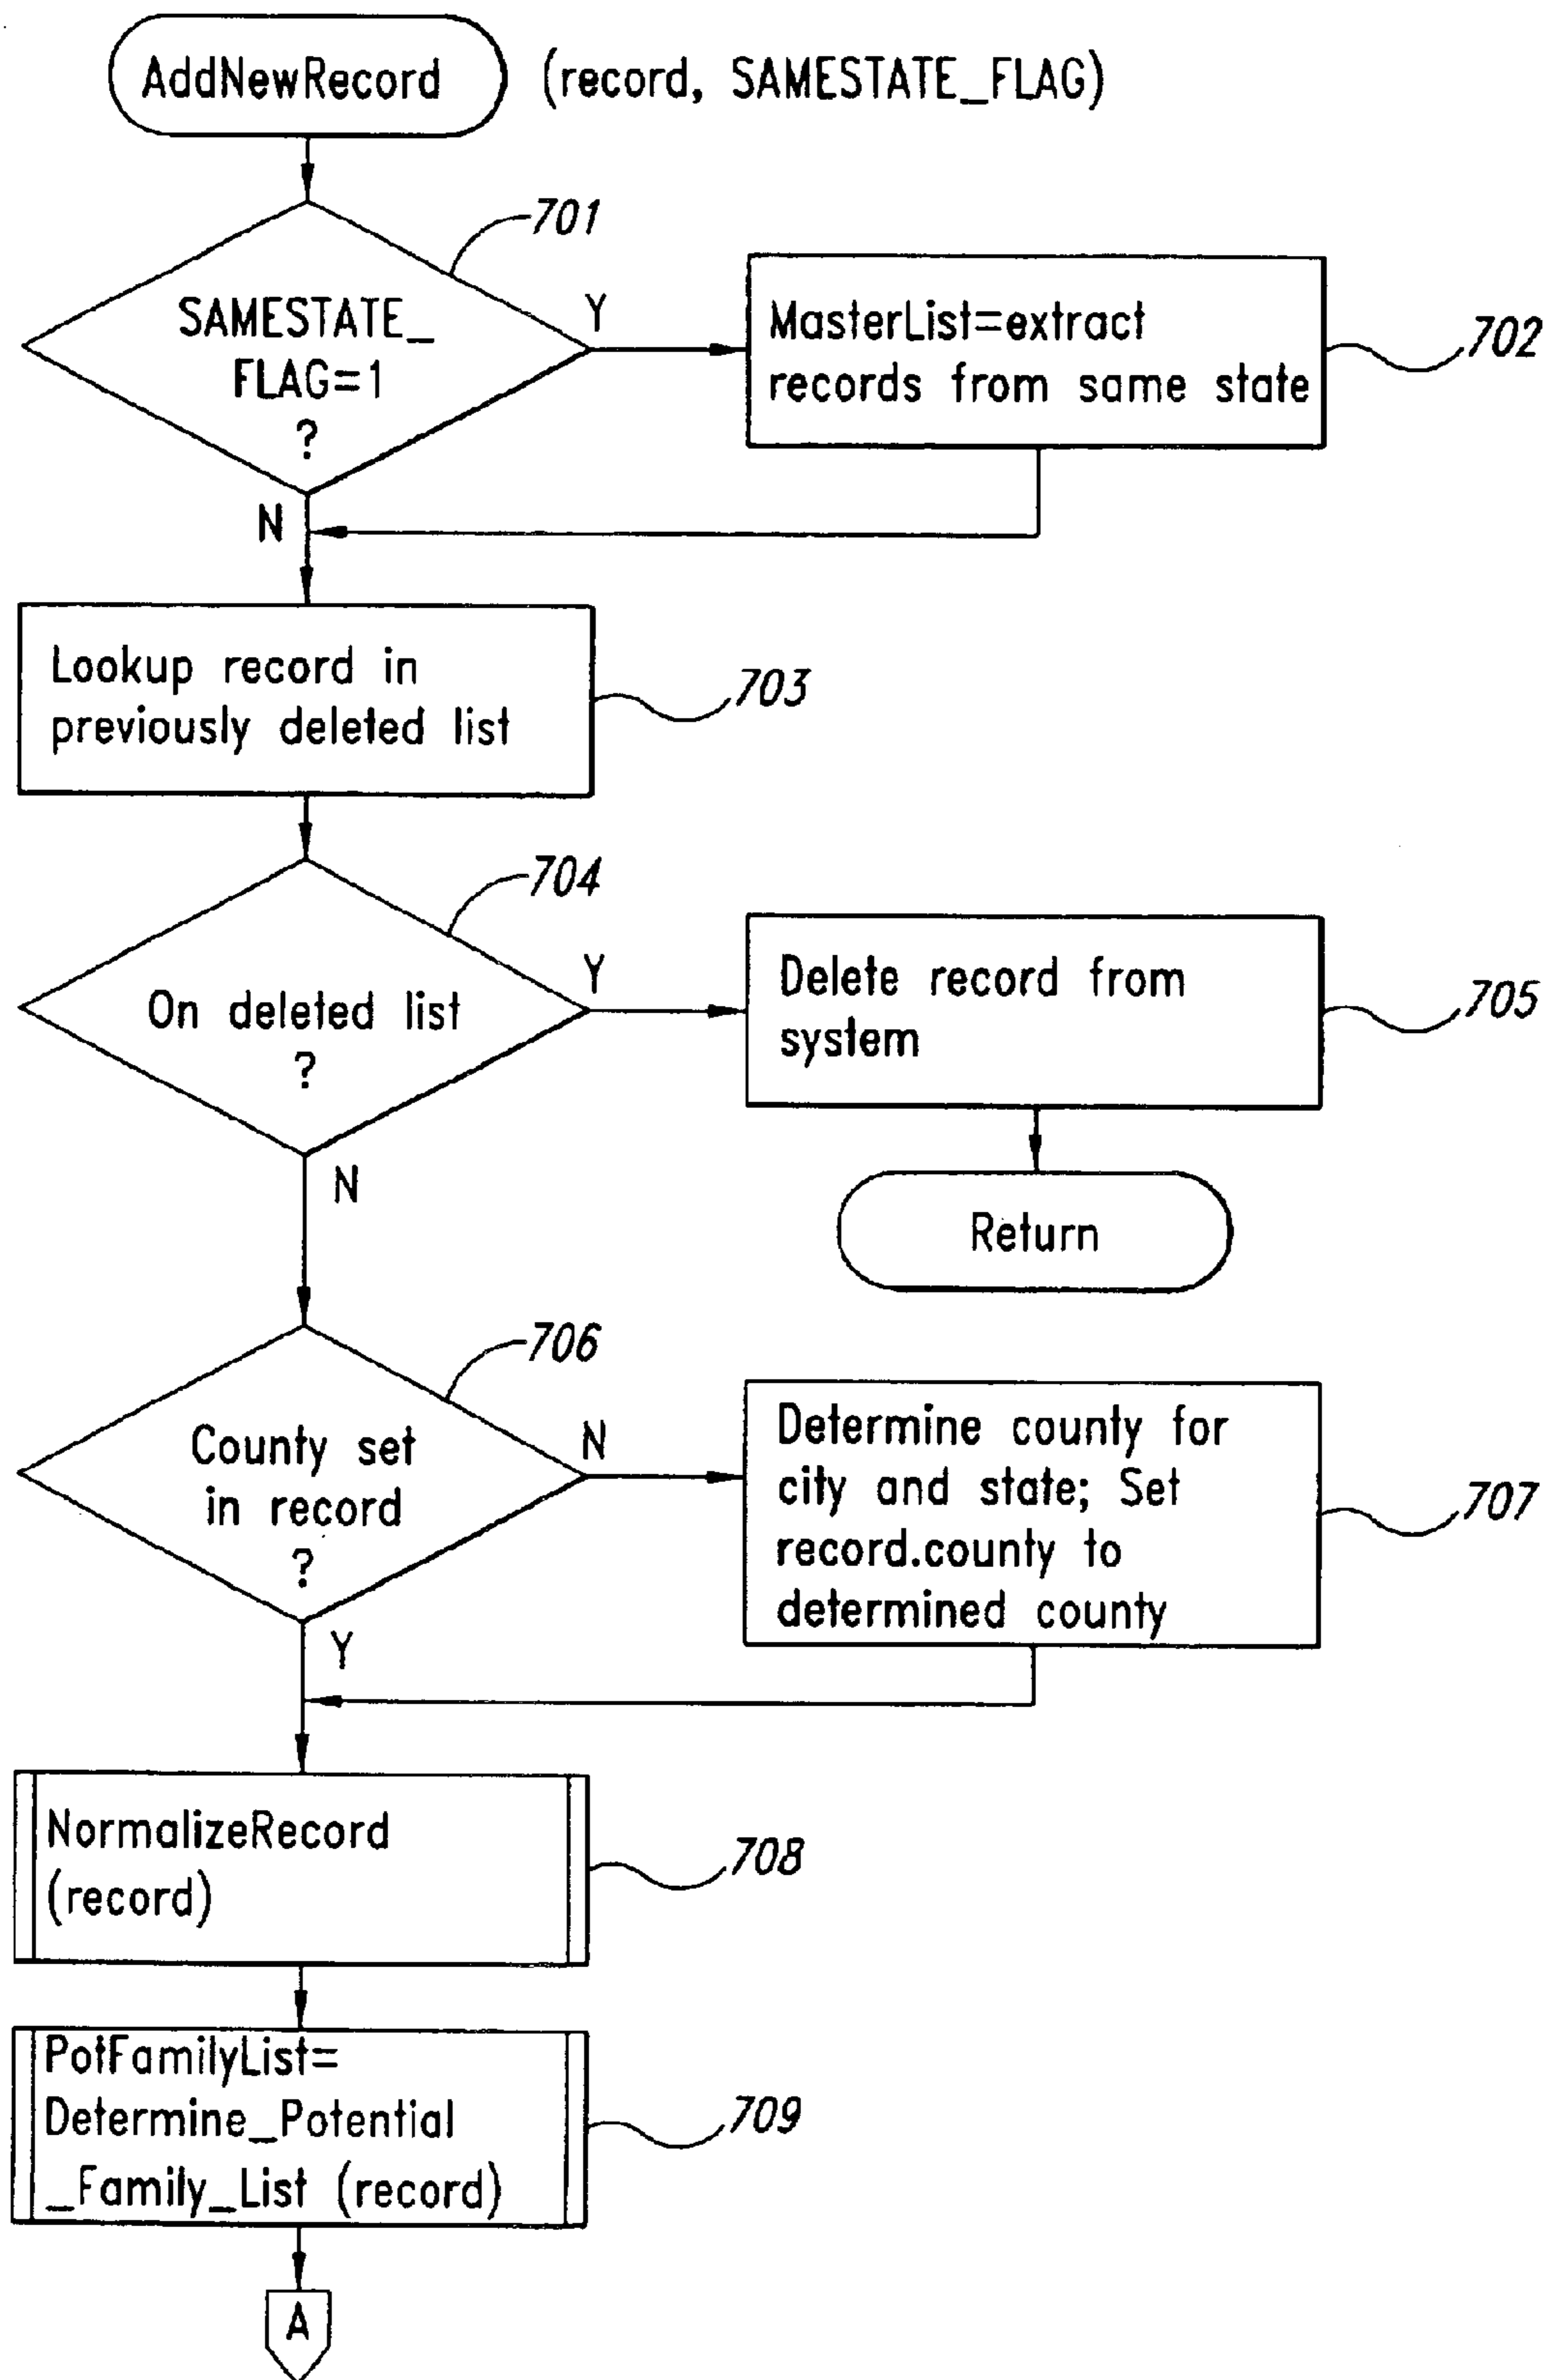 AddNewRecord (record, SAMESTATE_FLAG)
701
SAMESTATE_
FLAG=1
?
Y
MasterList=extract
records from same state
702
N
Lookup record in
previously deleted list
703
704
On deleted list
?
Y
Delete record from
system
705
N
Return
706
County set
in record
?
N
Determine county for
city and state; Set
record.county to
determined county
707
Y
NormalizeRecord
(record)
708
PotFamilyList=
Determine_Potential
_Family_List (record)
709
A